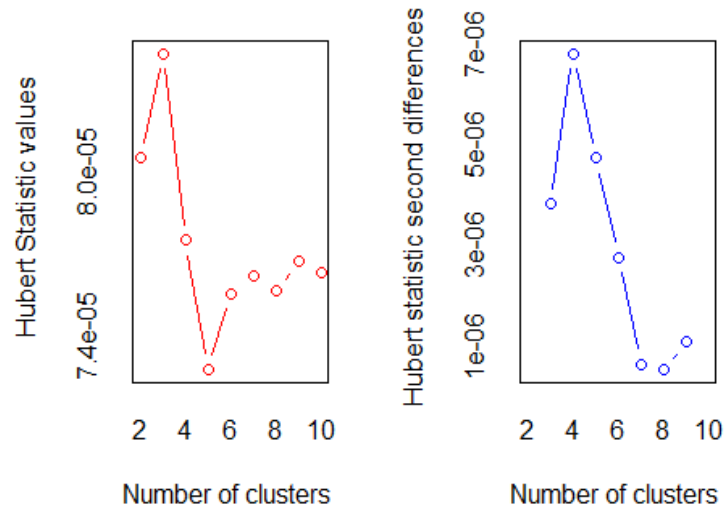 Hubert Statistic values
8.0e-05
7.4e-05
2 4 6 8 10
Number of clusters
Hubert statistic second differences
7e-06
5e-06
3e-06
1e-06
2 4 6 8 10
Number of clusters